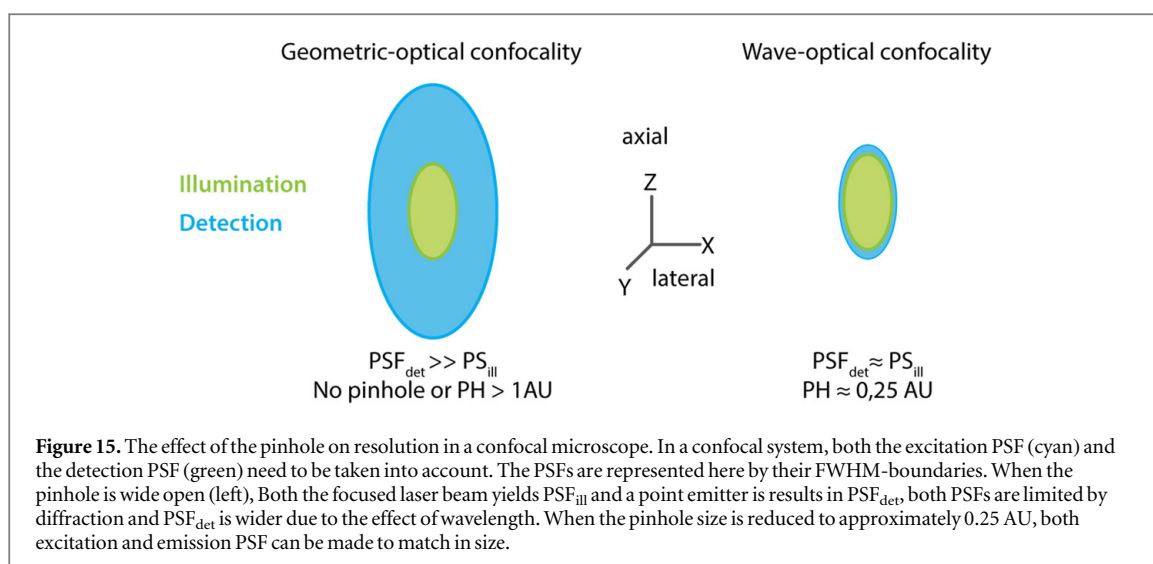 Geometric-optical confocality
Wave-optical confocality
axial
Illumination
Detection
Z
X
Y
lateral
PSFdet >> PSill
No pinhole or PH > 1AU
PSFdet ≈ PSill
PH ≈ 0,25 AU
Figure 15. The effect of the pinhole on resolution in a confocal microscope. In a confocal system, both the excitation PSF (cyan) and
the detection PSF (green) need to be taken into account. The PSFs are represented here by their FWHM-boundaries. When the
pinhole is wide open (left), Both the focused laser beam yields PSFill and a point emitter is results in PSFdet, both PSFs are limited by
diffraction and PSFdet is wider due to the effect of wavelength. When the pinhole size is reduced to approximately 0.25 AU, both
excitation and emission PSF can be made to match in size.